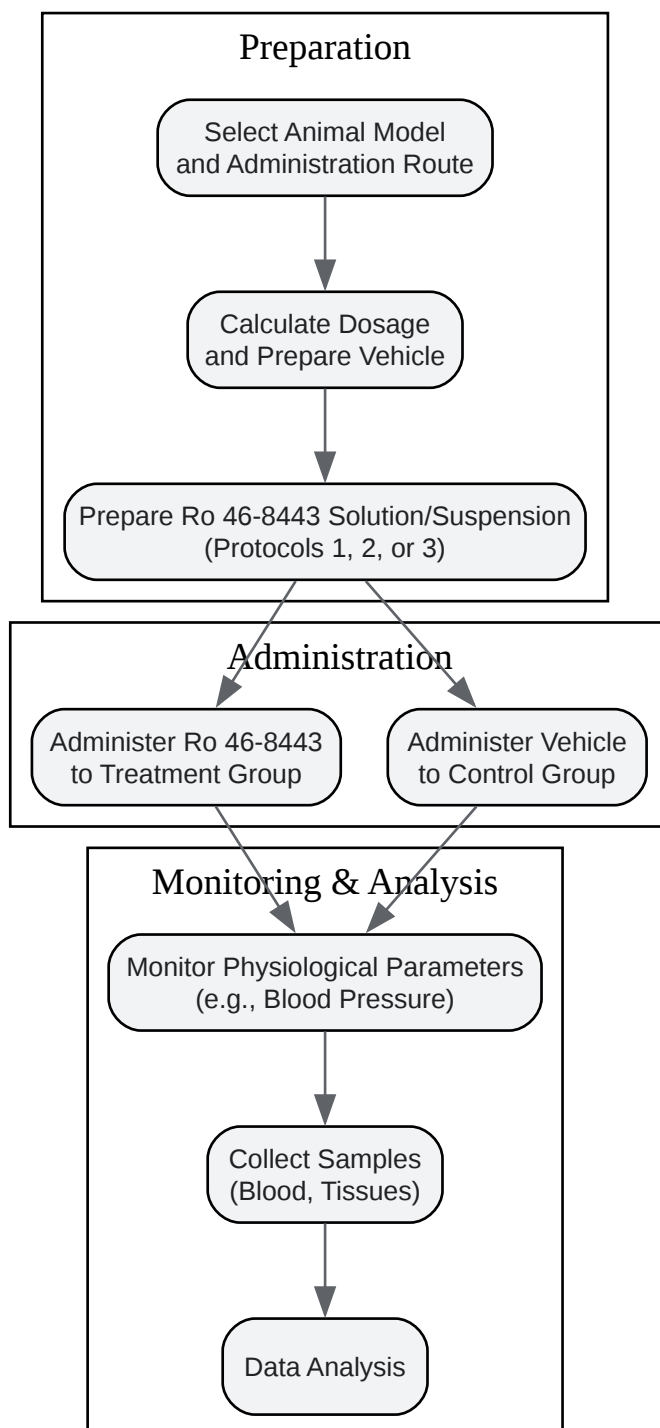 Preparation
Select Animal Model
and Administration Route
Calculate Dosage
and Prepare Vehicle
Prepare Ro 46-8443 Solution/Suspension
(Protocols 1, 2, or 3)
Administration
Administer Ro 46-8443
to Treatment Group
Administer Vehicle
to Control Group
Monitoring & Analysis
Monitor Physiological Parameters
(e.g., Blood Pressure)
Collect Samples
(Blood, Tissues)
Data Analysis